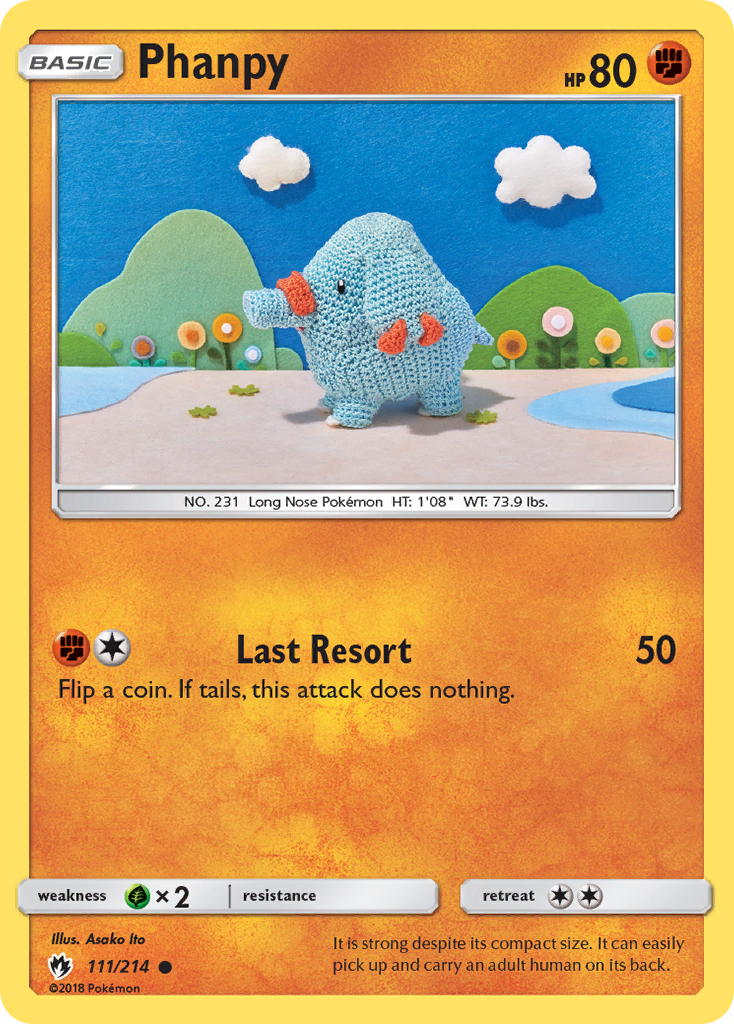 BASIC Phanpy HP 80
NO. 231 Long Nose Pokémon HT: 1'08" WT: 73.9 lbs.
Last Resort 50
Flip a coin. If tails, this attack does nothing.
weakness ×2 resistance retreat
Illus. Asako Ito
111/214
©2018 Pokémon
It is strong despite its compact size. It can easily
pick up and carry an adult human on its back.